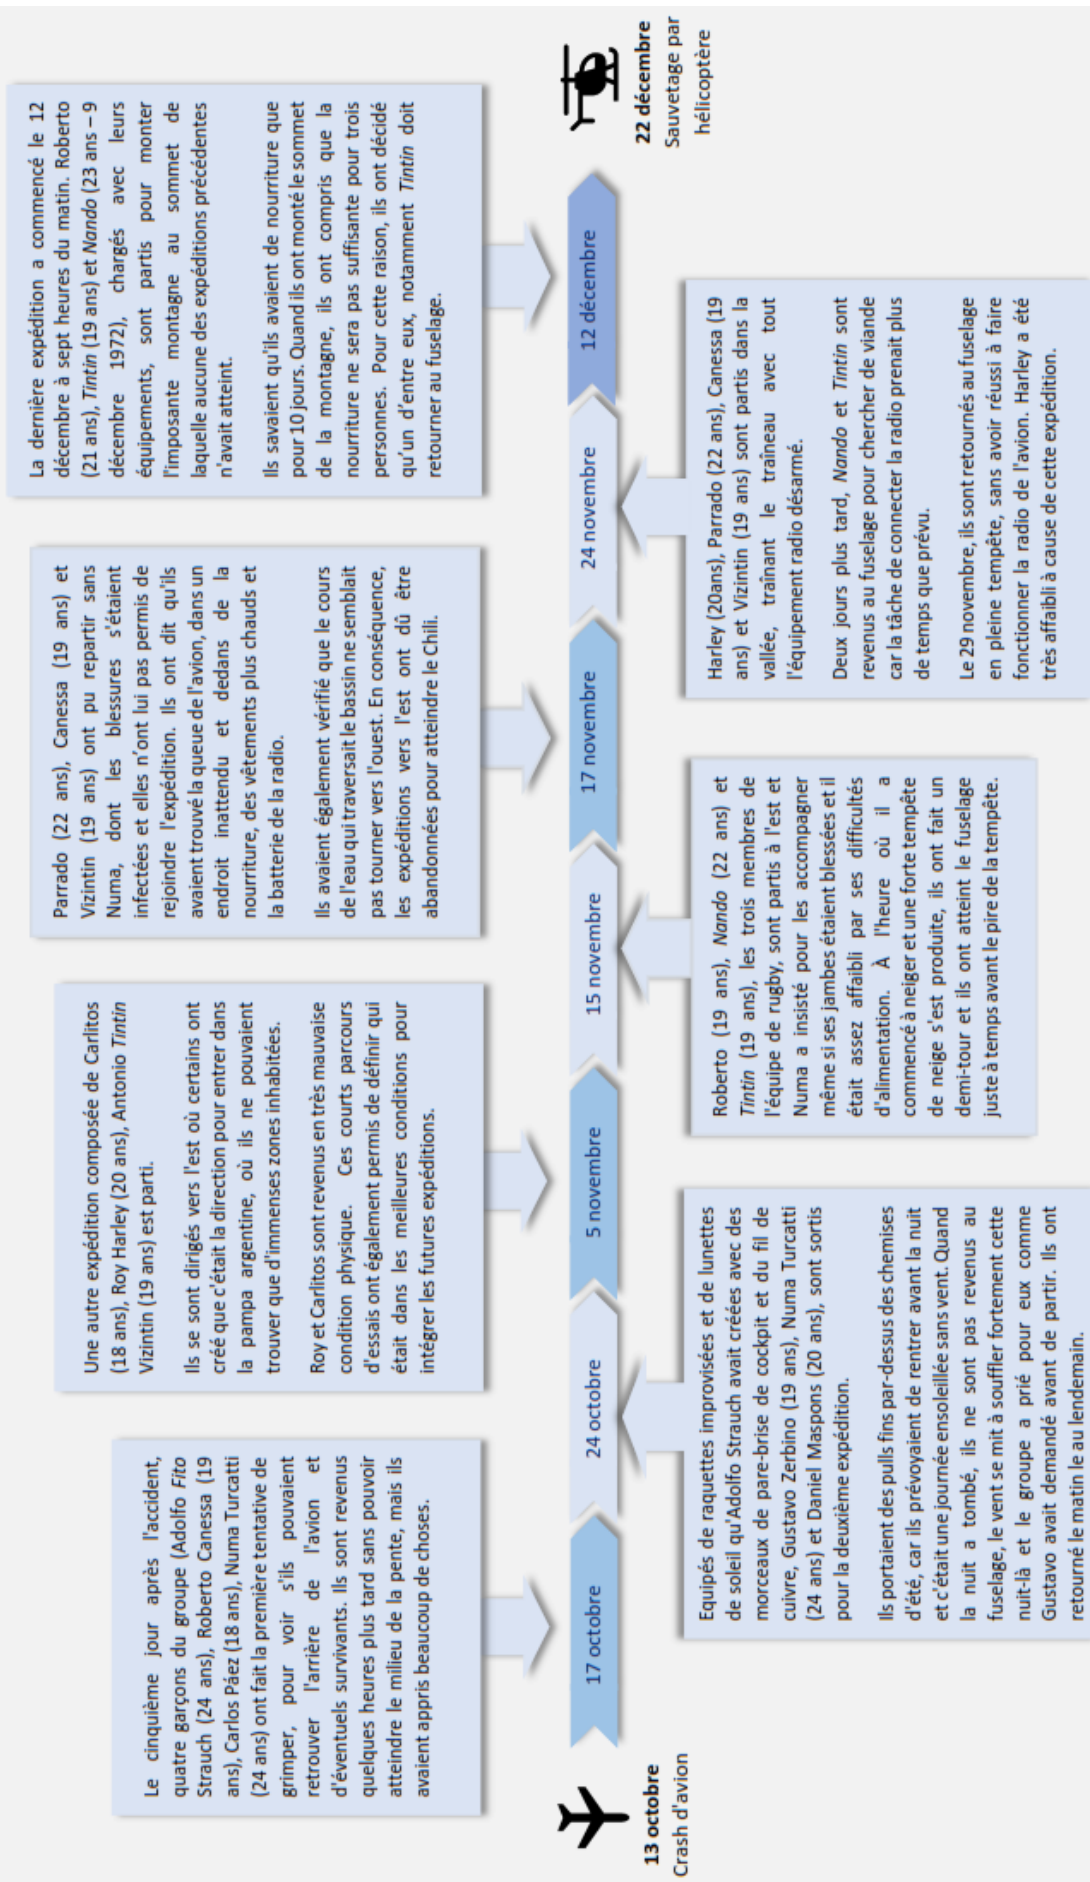 13 octobre
Crash d'avion
17 octobre
Le cinquième jour après l'accident,
quatre garçons du groupe (Adolfo Fito
Strauch (24 ans), Roberto Canessa (19
ans), Carlos Páez (18 ans), Numa Turcatti
(24 ans) ont fait la première tentative de
grimper, pour voir s'ils pouvaient
retrouver l'arrière de l'avion et
d'éventuels survivants. Ils sont revenus
quelques heures plus tard sans pouvoir
atteindre le milieu de la pente, mais ils
avaient appris beaucoup de choses.
24 octobre
Equipés de raquettes improvisées et de lunettes
de soleil qu'Adolfo Strauch avait créées avec des
morceaux de pare-brise de cockpit et du fil de
cuivre, Gustavo Zerbino (19 ans), Numa Turcatti
(24 ans) et Daniel Maspons (20 ans), sont sortis
pour la deuxième expédition.
Ils portaient des pulls fins par-dessus des chemises
d'été, car ils prévoyaient de rentrer avant la nuit
et c'était une journée ensoleillée sans vent. Quand
la nuit a tombé, ils ne sont pas revenus au
fuselage, le vent se mit à souffler fortement cette
nuit-là et le groupe a prié pour eux comme
Gustavo avait demandé avant de partir. Ils ont
retourné le matin le au lendemain.
5 novembre
Une autre expédition composée de Carlitos
(18 ans), Roy Harley (20 ans), Antonio Tintin
Vizintin (19 ans) est parti.
Ils se sont dirigés vers l'est où certains ont
créé que c'était la direction pour entrer dans
la pampa argentine, où ils ne pouvaient
trouver que d'immenses zones inhabitées.
Roy et Carlitos sont revenus en très mauvaise
condition physique. Ces courts parcours
d'essais ont également permis de définir qui
était dans les meilleures conditions pour
intégrer les futures expéditions.
15 novembre
Roberto (19 ans), Nando (22 ans) et
Tintin (19 ans), les trois membres de
l'équipe de rugby, sont partis à l'est et
Numa a insisté pour les accompagner
même si ses jambes étaient blessées et il
était assez affaibli par ses difficultés
d'alimentation. À l'heure où il a
commencé à neiger et une forte tempête
de neige s'est produite, ils ont fait un
demi-tour et ils ont atteint le fuselage
juste à temps avant le pire de la tempête.
17 novembre
Parrado (22 ans), Canessa (19 ans) et
Vizintin (19 ans) ont pu repartir sans
Numa, dont les blessures s'étaient
infectées et elles n'ont lui pas permis de
rejoindre l'expédition. Ils ont dit qu'ils
avaient trouvé la queue de l'avion, dans un
endroit inattendu et dedans de la
nourriture, des vêtements plus chauds et
la batterie de la radio.
Ils avaient également vérifié que le cours
de l'eau qui traversait le bassin ne semblait
pas tourner vers l'ouest. En conséquence,
les expéditions vers l'est ont dû être
abandonnées pour atteindre le Chili.
24 novembre
Harley (20ans), Parrado (22 ans), Canessa (19
ans) et Vizintin (19 ans) sont partis dans la
vallée, traînant le traîneau avec tout
l'équipement radio désarmé.
Deux jours plus tard, Nando et Tintin sont
revenus au fuselage pour chercher de viande
car la tâche de connecter la radio prenait plus
de temps que prévu.
Le 29 novembre, ils sont retournés au fuselage
en pleine tempête, sans avoir réussi à faire
fonctionner la radio de l'avion. Harley a été
très affaibli à cause de cette expédition.
12 décembre
La dernière expédition a commencé le 12
décembre à sept heures du matin. Roberto
(21 ans), Tintin (19 ans) et Nando (23 ans – 9
décembre 1972), chargés avec leurs
équipements, sont partis pour monter
l'imposante montagne au sommet de
laquelle aucune des expéditions précédentes
n'avait atteint.
Ils savaient qu'ils avaient de nourriture que
pour 10 jours. Quand ils ont monté le sommet
de la montagne, ils ont compris que la
nourriture ne sera pas suffisante pour trois
personnes. Pour cette raison, ils ont décidé
qu'un d'entre eux, notamment Tintin doit
retourner au fuselage.
22 décembre
Sauvetage par
hélicoptère